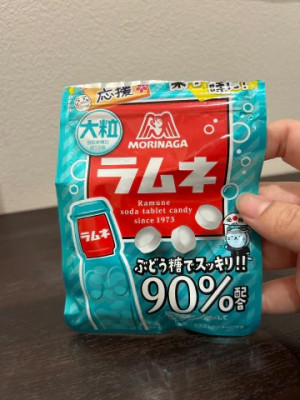 応援
大粒
MORINAGA
ラムネ
Ramune
soda tablet candy
since 1973
ラムネ
ぶどう糖でスッキリ!!
90%配合